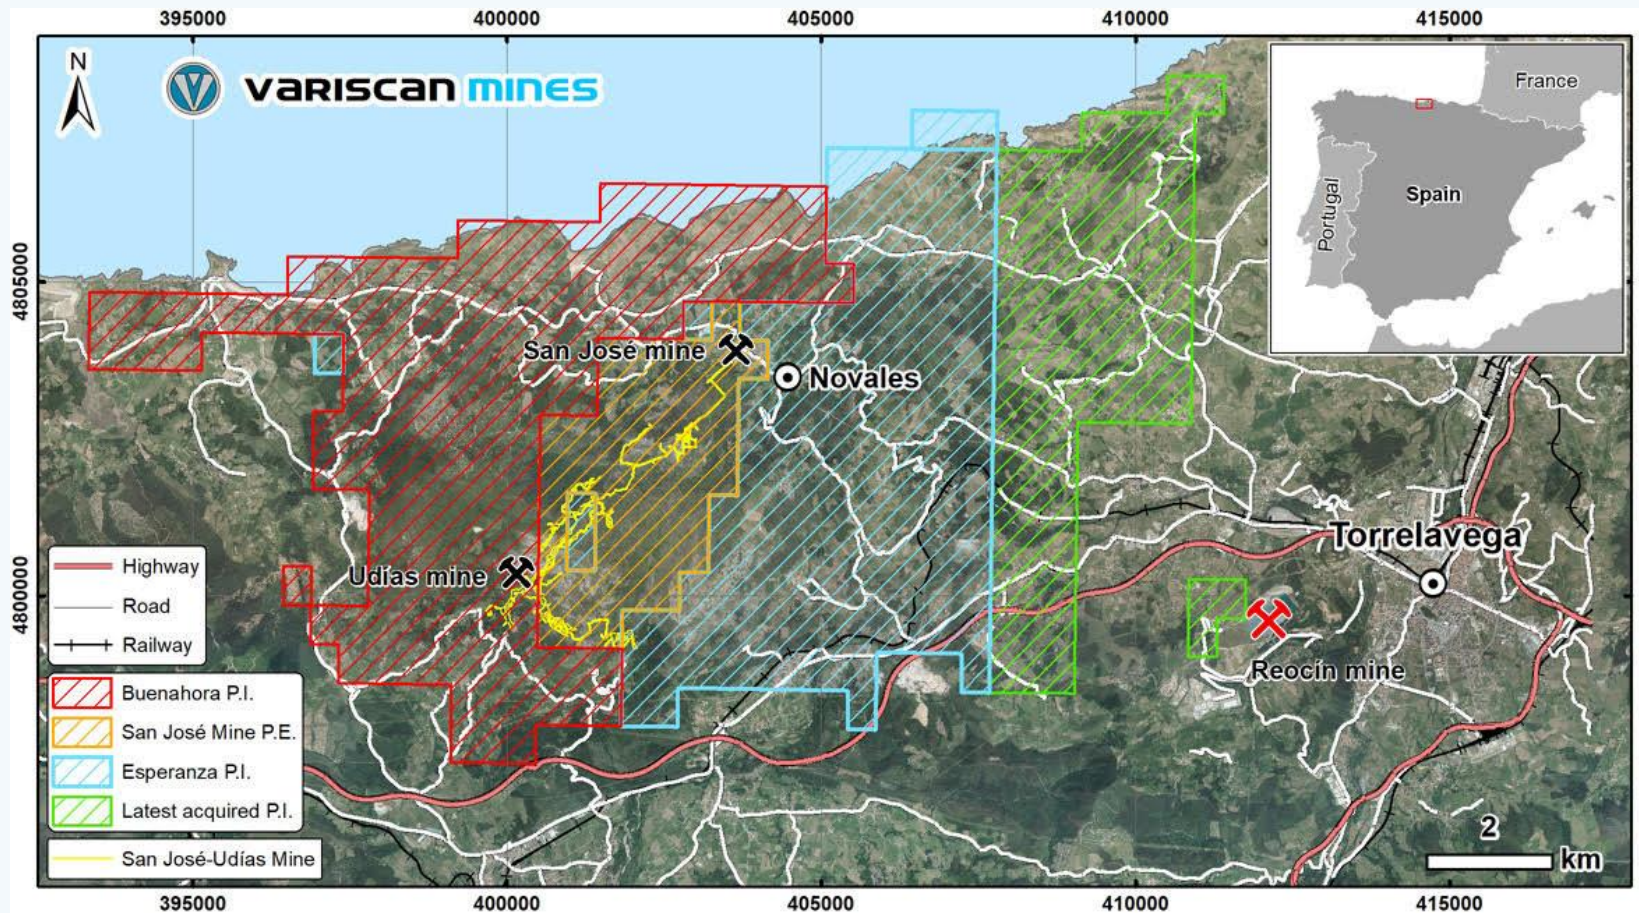 395000 400000 405000 410000 415000
N
V VARISCAN MINES
France
Portugal
Spain
4805000
4805000
San José mine
Novales
Torrelavega
Udías mine
4800000
4800000
Reocín mine
Highway
Road
Railway
Buenahora P.I.
San José Mine P.E.
Esperanza P.I.
Latest acquired P.I.
San José-Udías Mine
2
km
395000 400000 405000 410000 415000